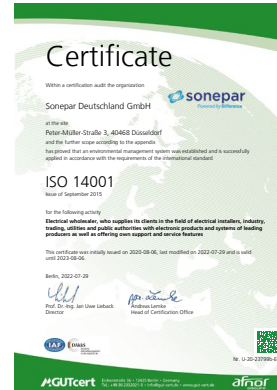 Certificate
Within a certification audit the organization
sonepar
Powered by Difference
Sonepar Deutschland GmbH
at the site
Peter-Müller-Straße 3, 40468 Düsseldorf
and the further scope according to the appendix
has proved that an environmental management system was established and is successfully
applied in accordance with the requirements of the international standard
ISO 14001
Issue of September 2015
for the following activity
Electrical wholesaler, who supplies its clients in the field of electrical installers, industry,
trading, utilities and public authorities with electronic products and systems of leading
producers as well as offering own support and service features
This certificate was initially issued on 2020-08-06, last modified on 2022-07-29 and is valid
until 2023-08-06.
Berlin, 2022-07-29
Prof. Dr.-Ing. Jan Uwe Lieback
Director
Andreas Lemke
Head of Certification Office
IAF
DAkkS
GUTcert
afnor